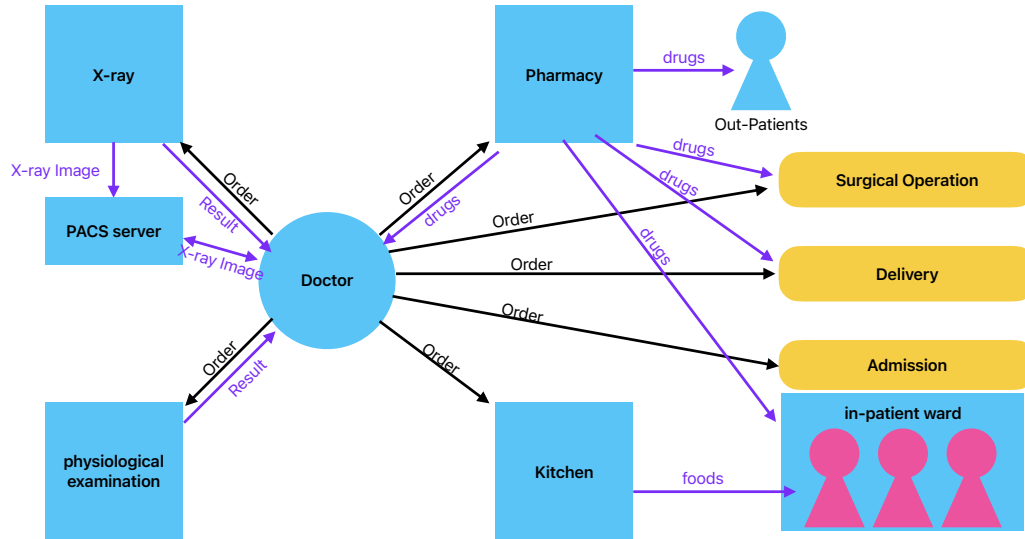 X-ray
Pharmacy
drugs
Out-Patients
X-ray Image
Order
Result
Order
drugs
drugs
drugs
drugs
Surgical Operation
PACS server
X-ray Image
Doctor
Order
Order
Order
Delivery
Admission
Order
Result
Order
in-patient ward
physiological
examination
Kitchen
foods